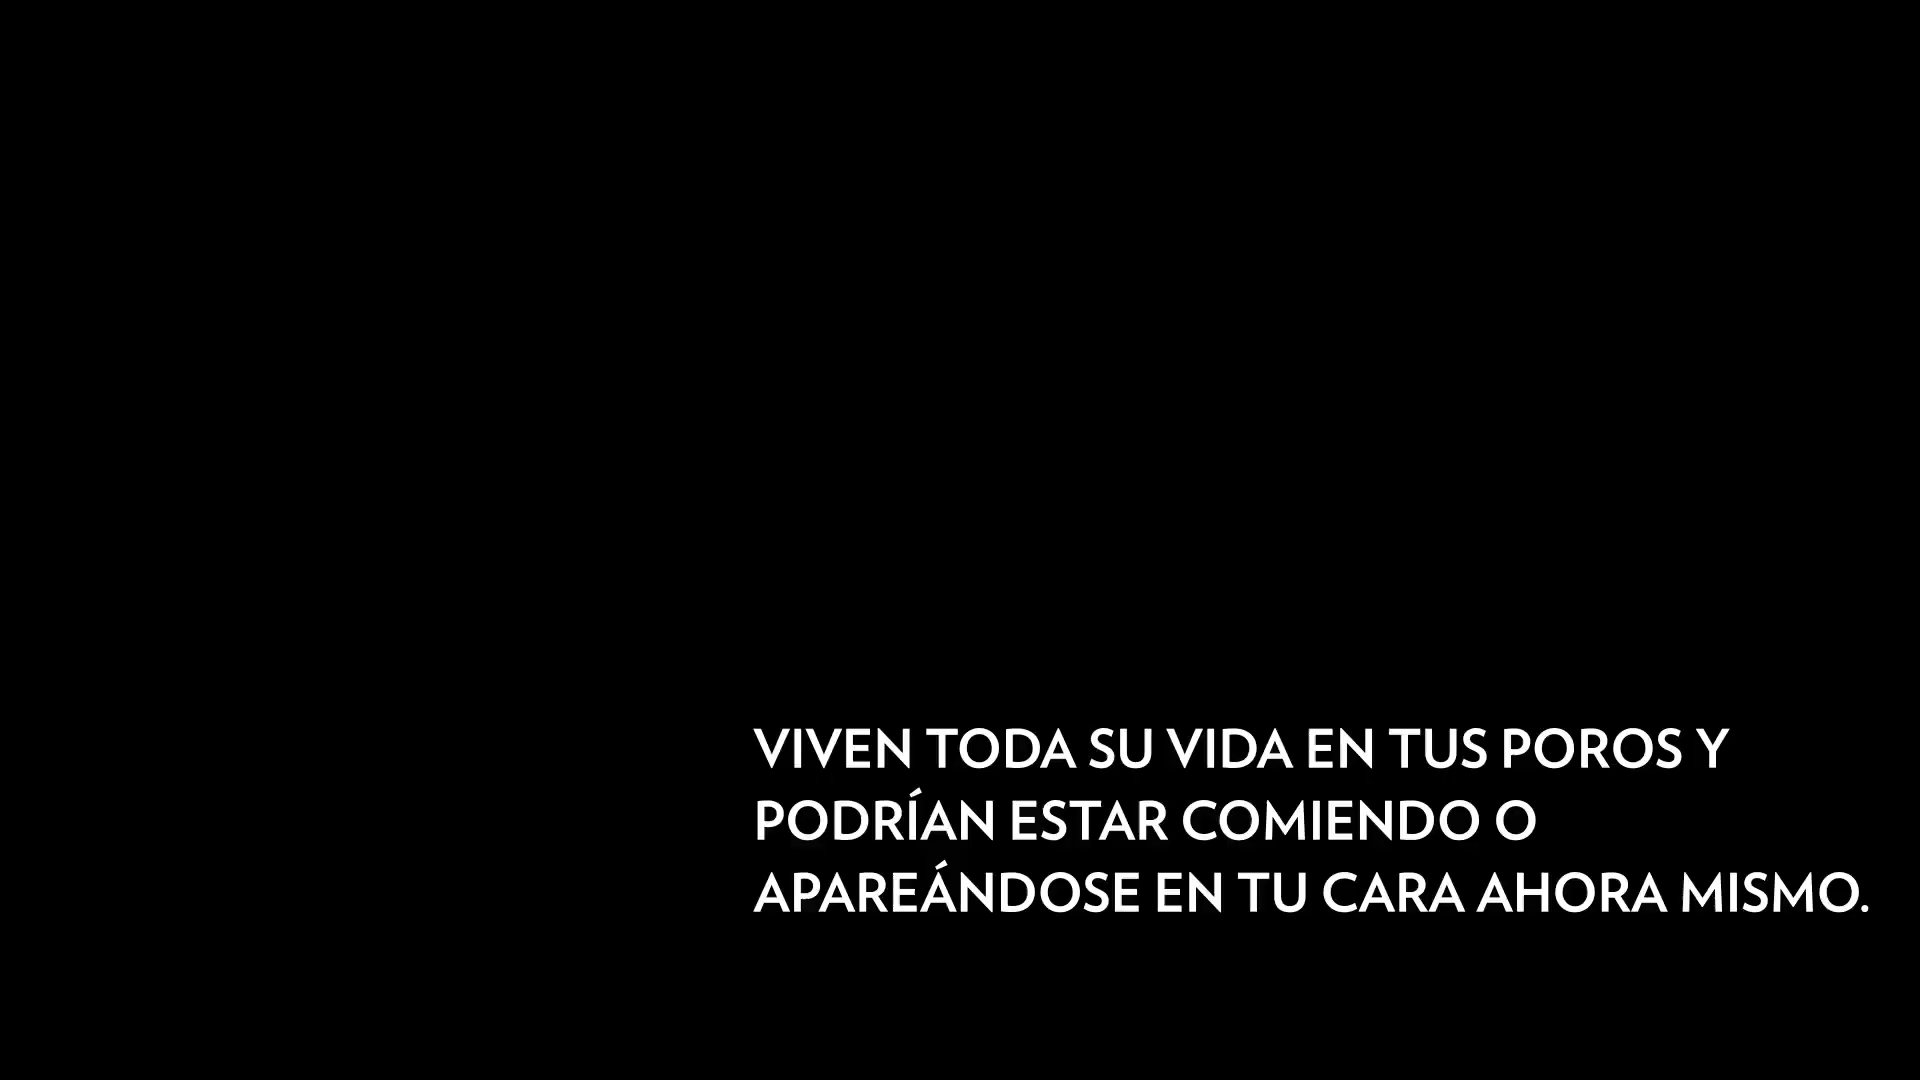 VIVEN TODA SU VIDA EN TUS POROS Y
PODRÍAN ESTAR COMIENDO O
APAREÁNDOSE EN TU CARA AHORA MISMO.